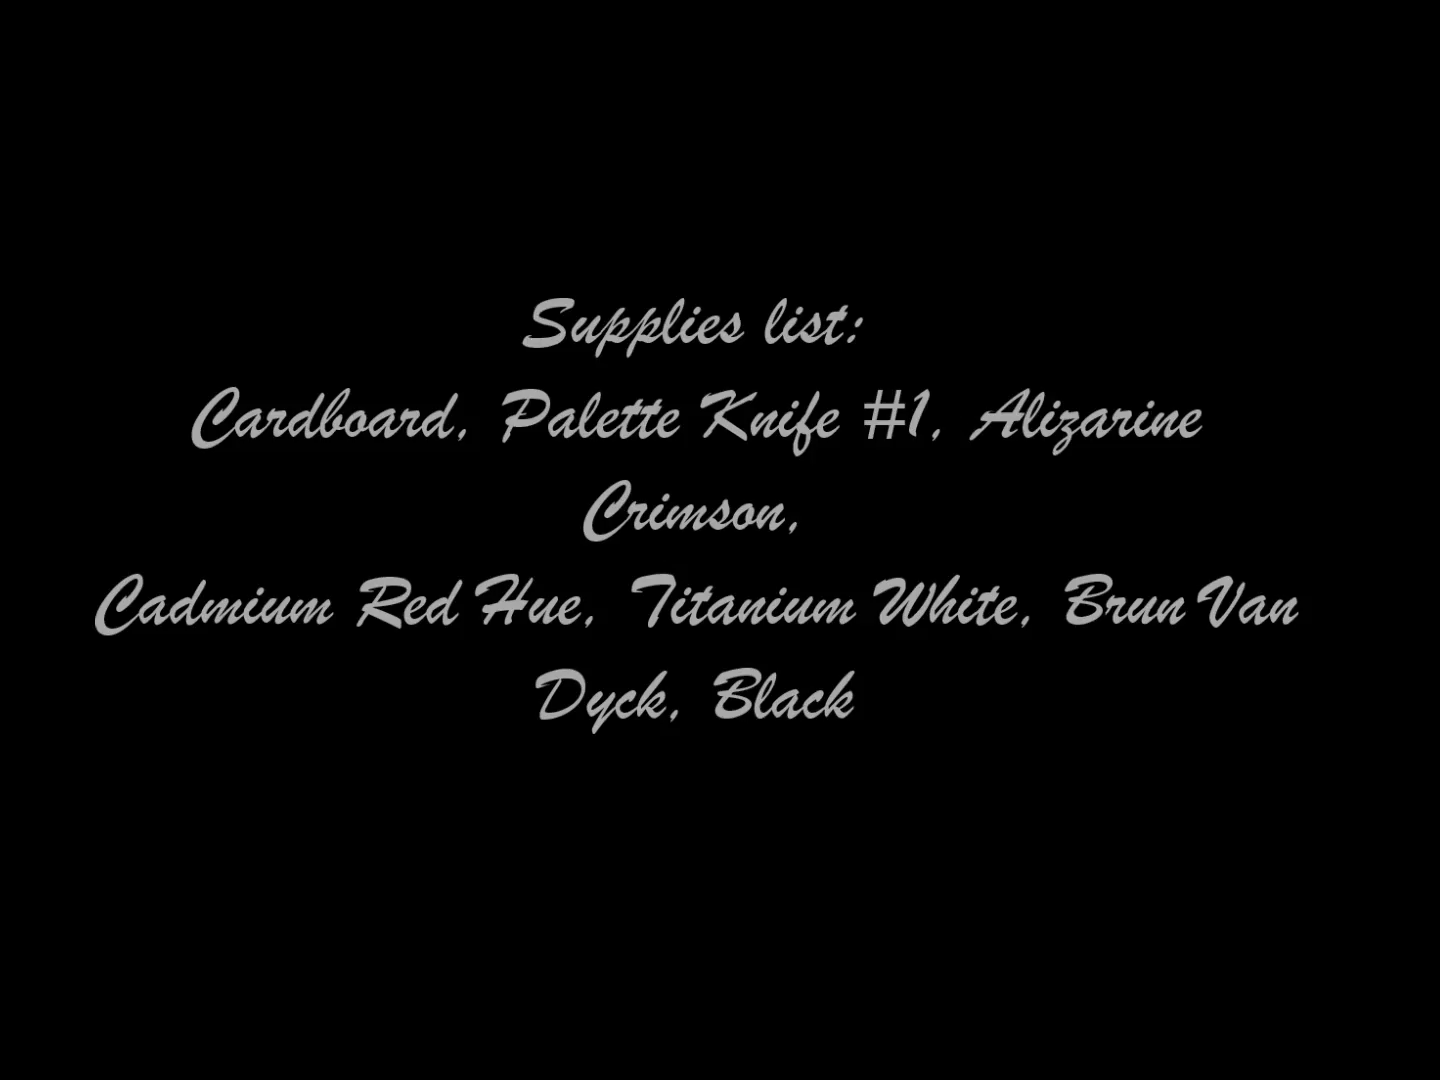 Supplies list:
Cardboard, Palette Knife #1, Alizarine
Crimson,
Cadmium Red Hue, Titanium White, Brun Van
Dyck, Black